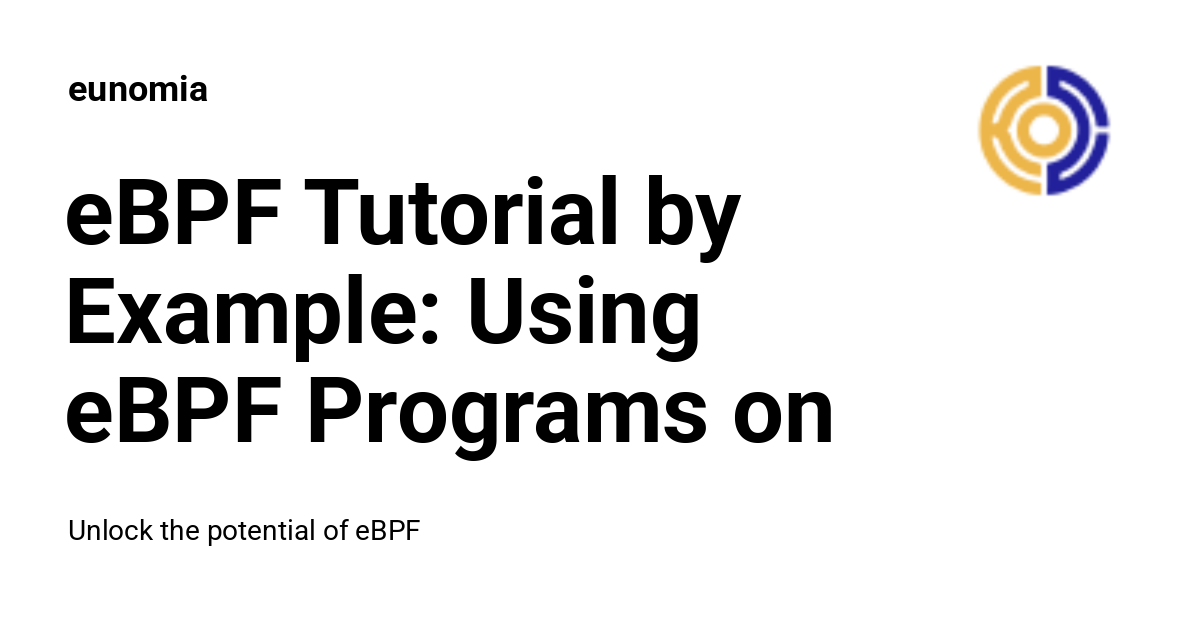 eunomia
eBPF Tutorial by
Example: Using
eBPF Programs on
Unlock the potential of eBPF